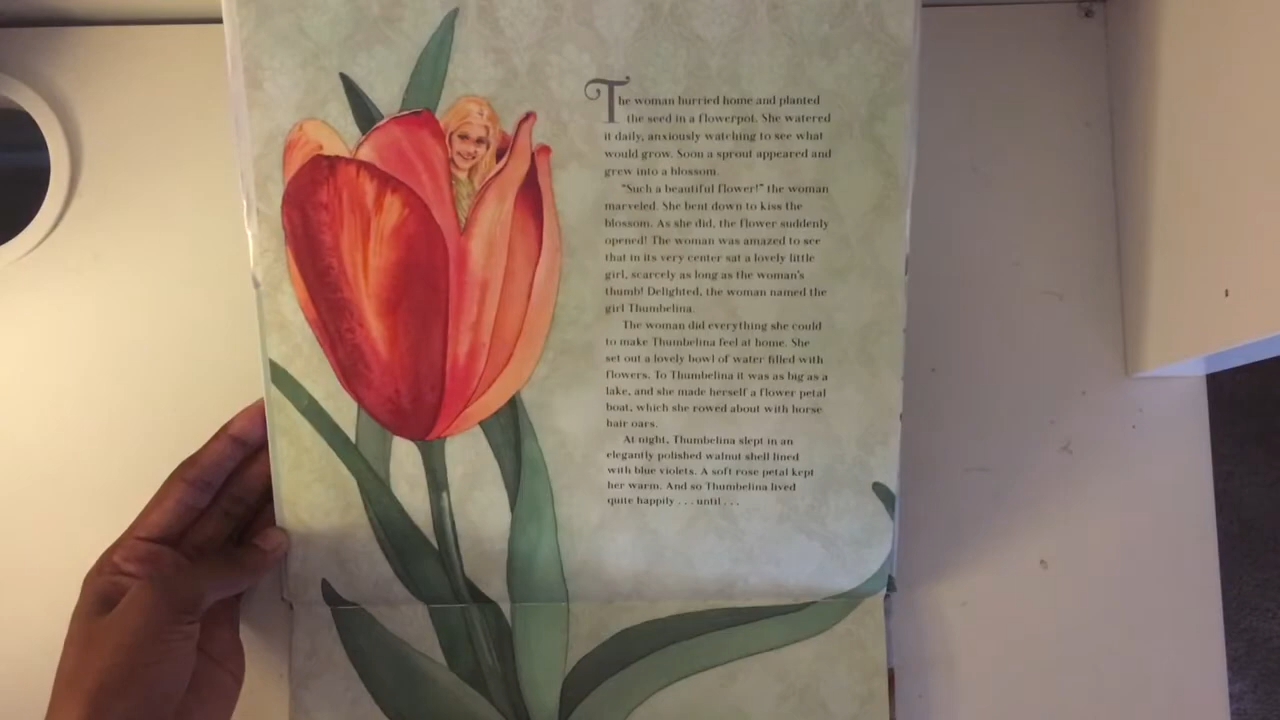 The woman hurried home and planted
the seed in a flowerpot. She watered
it daily, anxiously watching to see what
would grow. Soon a sprout appeared and
grew into a blossom.
“Such a beautiful flower!” the woman
marveled. She bent down to kiss the
blossom. As she did, the flower suddenly
opened! The woman was amazed to see
that in its very center sat a lovely little
girl, scarcely as long as the woman’s
thumb! Delighted, the woman named the
girl Thumbelina.
The woman did everything she could
to make Thumbelina feel at home. She
set out a lovely bowl of water filled with
flowers. To Thumbelina it was as big as a
lake, and she made herself a flower petal
boat, which she rowed about with horse
hair oars.
At night, Thumbelina slept in an
elegantly polished walnut shell lined
with blue violets. A soft rose petal kept
her warm. And so Thumbelina lived
quite happily . . . until . . .